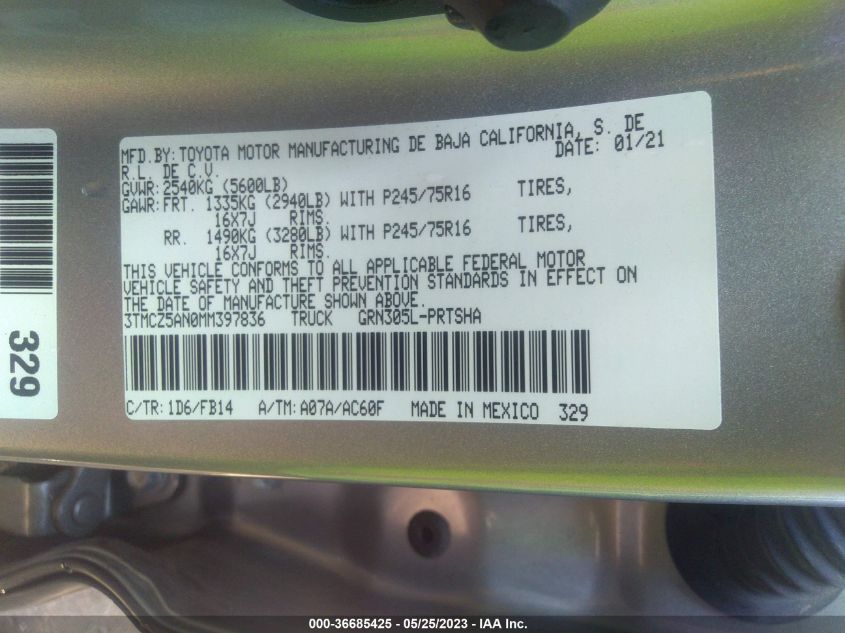 MFD.BY: TOYOTA MOTOR MANUFACTURING DE BAJA CALIFORNIA, S. DE
R.L. DE C.V. DATE: 01/21
GVWR: 2540KG (5600LB)
GAWR: FRT. 1335KG (2940LB) WITH P245/75R16 TIRES,
16X7J RIMS.
RR. 1490KG (3280LB) WITH P245/75R16 TIRES,
16X7J RIMS.
THIS VEHICLE CONFORMS TO ALL APPLICABLE FEDERAL MOTOR
VEHICLE SAFETY AND THEFT PREVENTION STANDARDS IN EFFECT ON
THE DATE OF MANUFACTURE SHOWN ABOVE.
3TMCZ5AN0MM397836 TRUCK GRN305L-PRTSHA
C/TR: 1D6/FB14 A/TM: A07A/AC60F MADE IN MEXICO 329
329
000-36685425 - 05/25/2023 - IAA Inc.